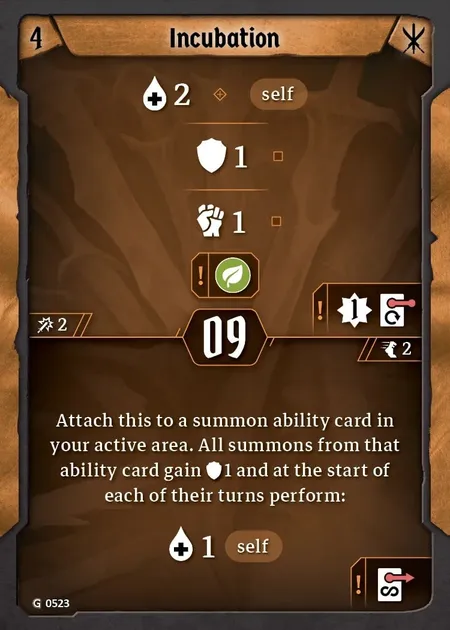 4 Incubation
2 self
1
1
!
! 1
2
09
2
Attach this to a summon ability card in
your active area. All summons from that
ability card gain 1 and at the start of
each of their turns perform:
1 self
!
G 0523